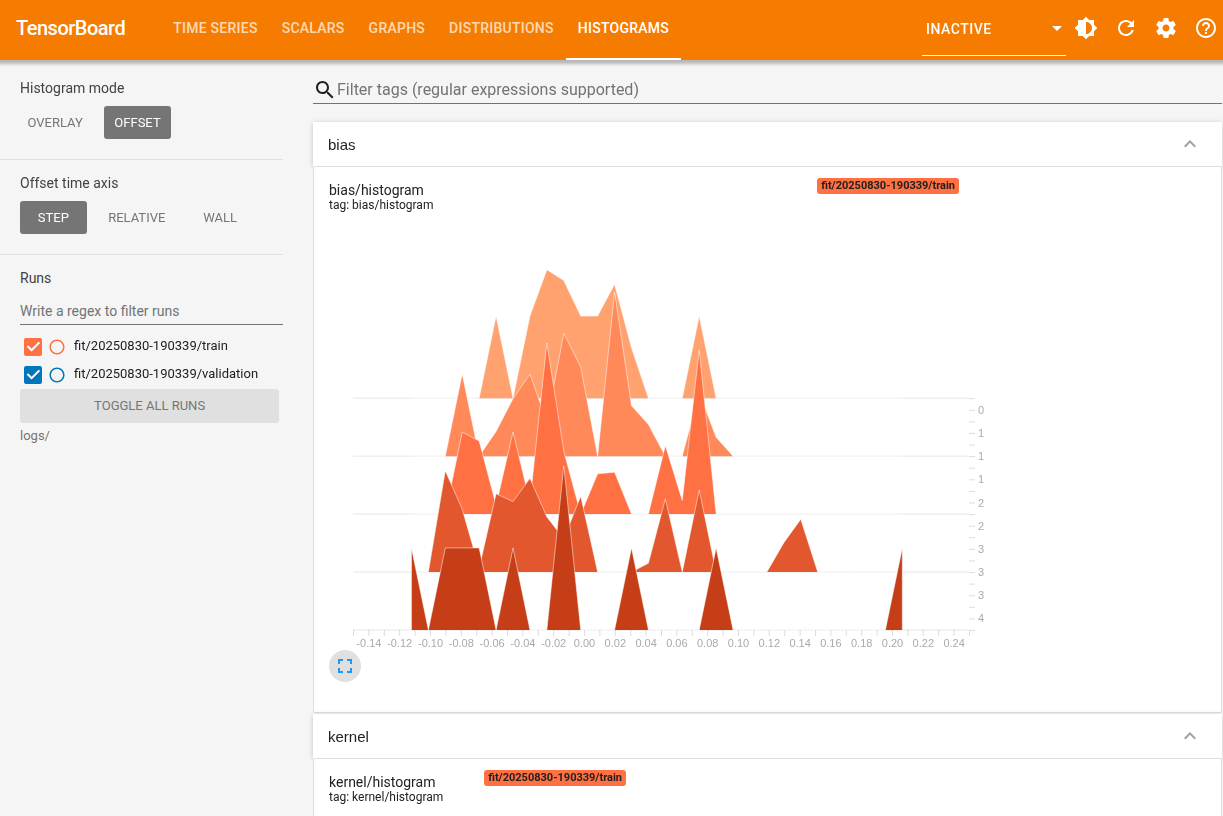 TensorBoard TIME SERIES SCALARS GRAPHS DISTRIBUTIONS HISTOGRAMS INACTIVE
Histogram mode
OVERLAY OFFSET
Offset time axis
STEP RELATIVE WALL
Runs
Write a regex to filter runs
fit/20250830-190339/train
fit/20250830-190339/validation
TOGGLE ALL RUNS
logs/
Filter tags (regular expressions supported)
bias
bias/histogram
tag: bias/histogram
fit/20250830-190339/train
0
1
1
1
2
2
3
3
3
4
-0.14 -0.12 -0.10 -0.08 -0.06 -0.04 -0.02 0.00 0.02 0.04 0.06 0.08 0.10 0.12 0.14 0.16 0.18 0.20 0.22 0.24
kernel
kernel/histogram
tag: kernel/histogram
fit/20250830-190339/train